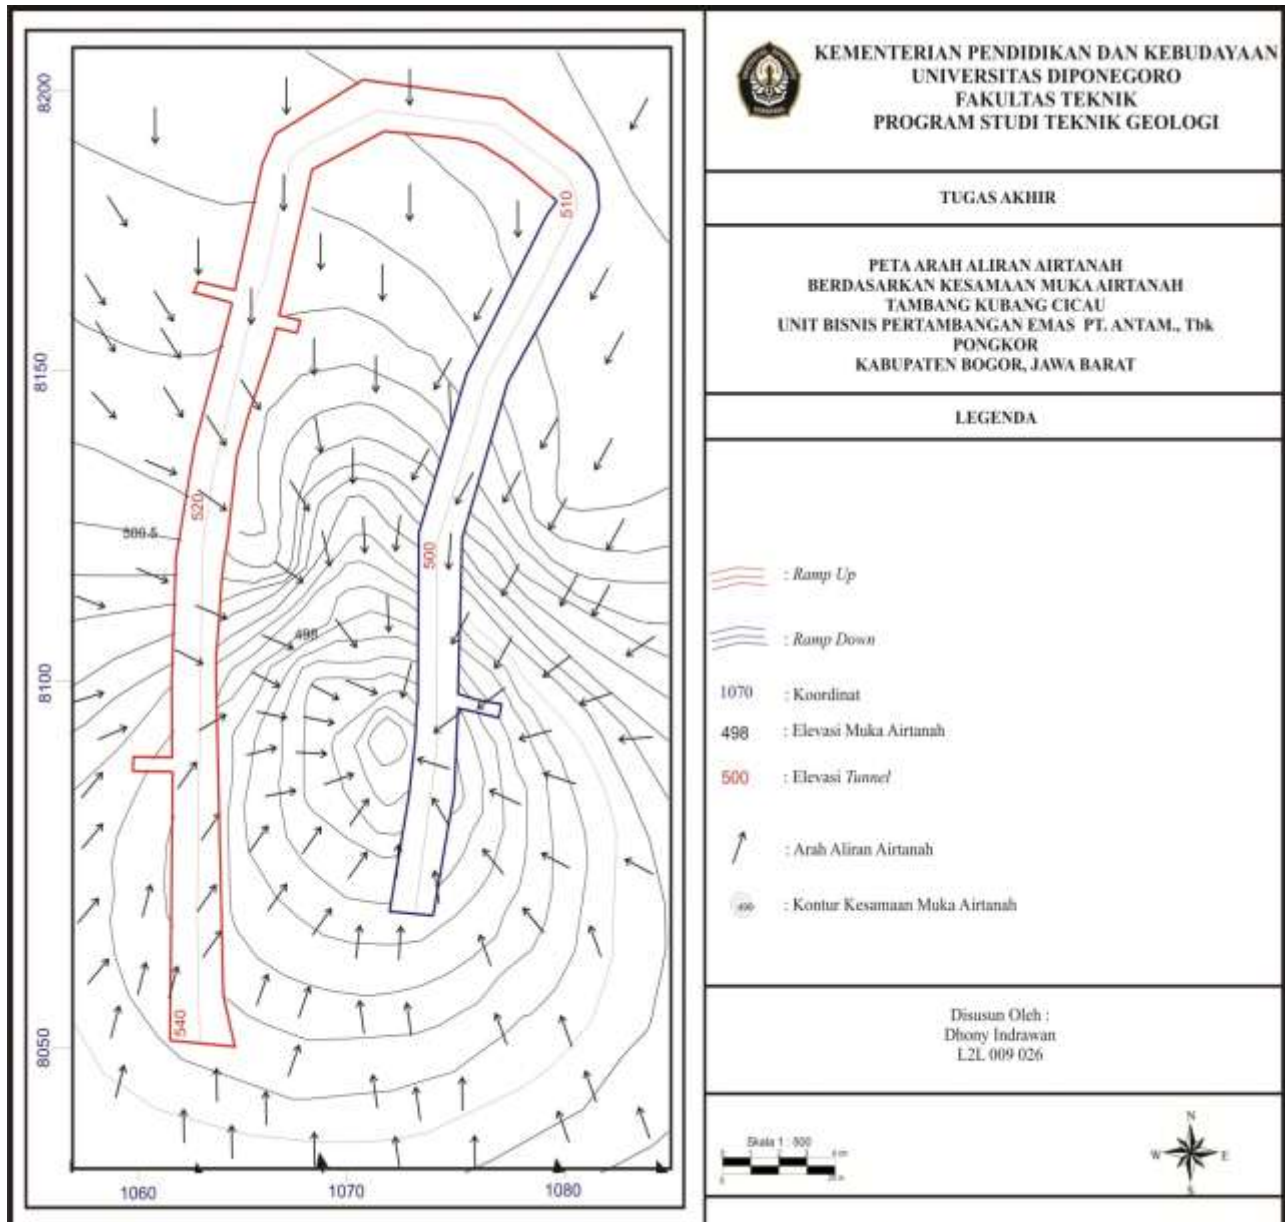 KEMENTERIAN PENDIDIKAN DAN KEBUDAYAAN
UNIVERSITAS DIPONEGORO
FAKULTAS TEKNIK
PROGRAM STUDI TEKNIK GEOLOGI
TUGAS AKHIR
PETA ARAH ALIRAN AIRTANAH
BERDASARKAN KESAMAAN MUKA AIRTANAH
TAMBANG KUBANG CICAU
UNIT BISNIS PERTAMBANGAN EMAS PT. ANTAM., Tbk
PONGKOR
KABUPATEN BOGOR, JAWA BARAT
LEGENDA
: Ramp Up
: Ramp Down
1070 : Koordinat
498 : Elevasi Muka Airtanah
500 : Elevasi Tunnel
: Arah Aliran Airtanah
: Kontur Kesamaan Muka Airtanah
Disusun Oleh :
Dhony Indrawan
L2L 009 026
Skala 1 : 800
N
W E
S
8200
8150
8100
8050
1060 1070 1080
510
520
500
498
540